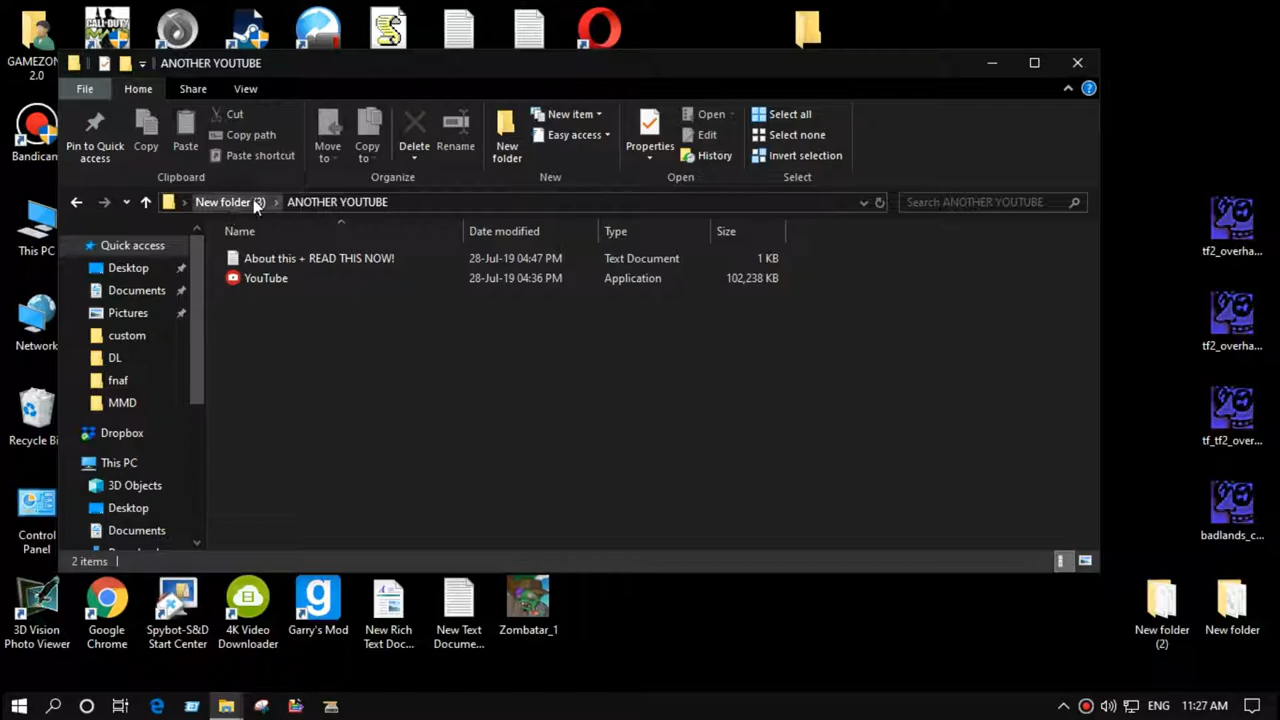 GAMEZON
2.0
Bandicam
This PC
Network
Recycle Bi
Control
Panel
ANOTHER YOUTUBE
File
Home
Share
View
Pin to Quick
access
Copy
Paste
Cut
Copy path
Paste shortcut
Clipboard
Move
to
Copy
to
Delete
Rename
Organize
New
folder
New item
Easy access
New
Properties
Open
Edit
History
Open
Select all
Select none
Invert selection
Select
New folder (3)
ANOTHER YOUTUBE
Search ANOTHER YOUTUBE
Quick access
Desktop
Documents
Pictures
custom
DL
fnaf
MMD
Dropbox
This PC
3D Objects
Desktop
Documents
Name
Date modified
Type
Size
About this + READ THIS NOW!
28-Jul-19 04:47 PM
Text Document
1 KB
YouTube
28-Jul-19 04:36 PM
Application
102,238 KB
2 items
tf2_overha...
tf2_overha...
tf_tf2_over...
badlands_c...
3D Vision
Photo Viewer
Google
Chrome
Spybot-S&D
Start Center
4K Video
Downloader
Garry's Mod
New Rich
Text Doc...
New Text
Docume...
Zombatar_1
New folder
(2)
New folder
ENG
11:27 AM